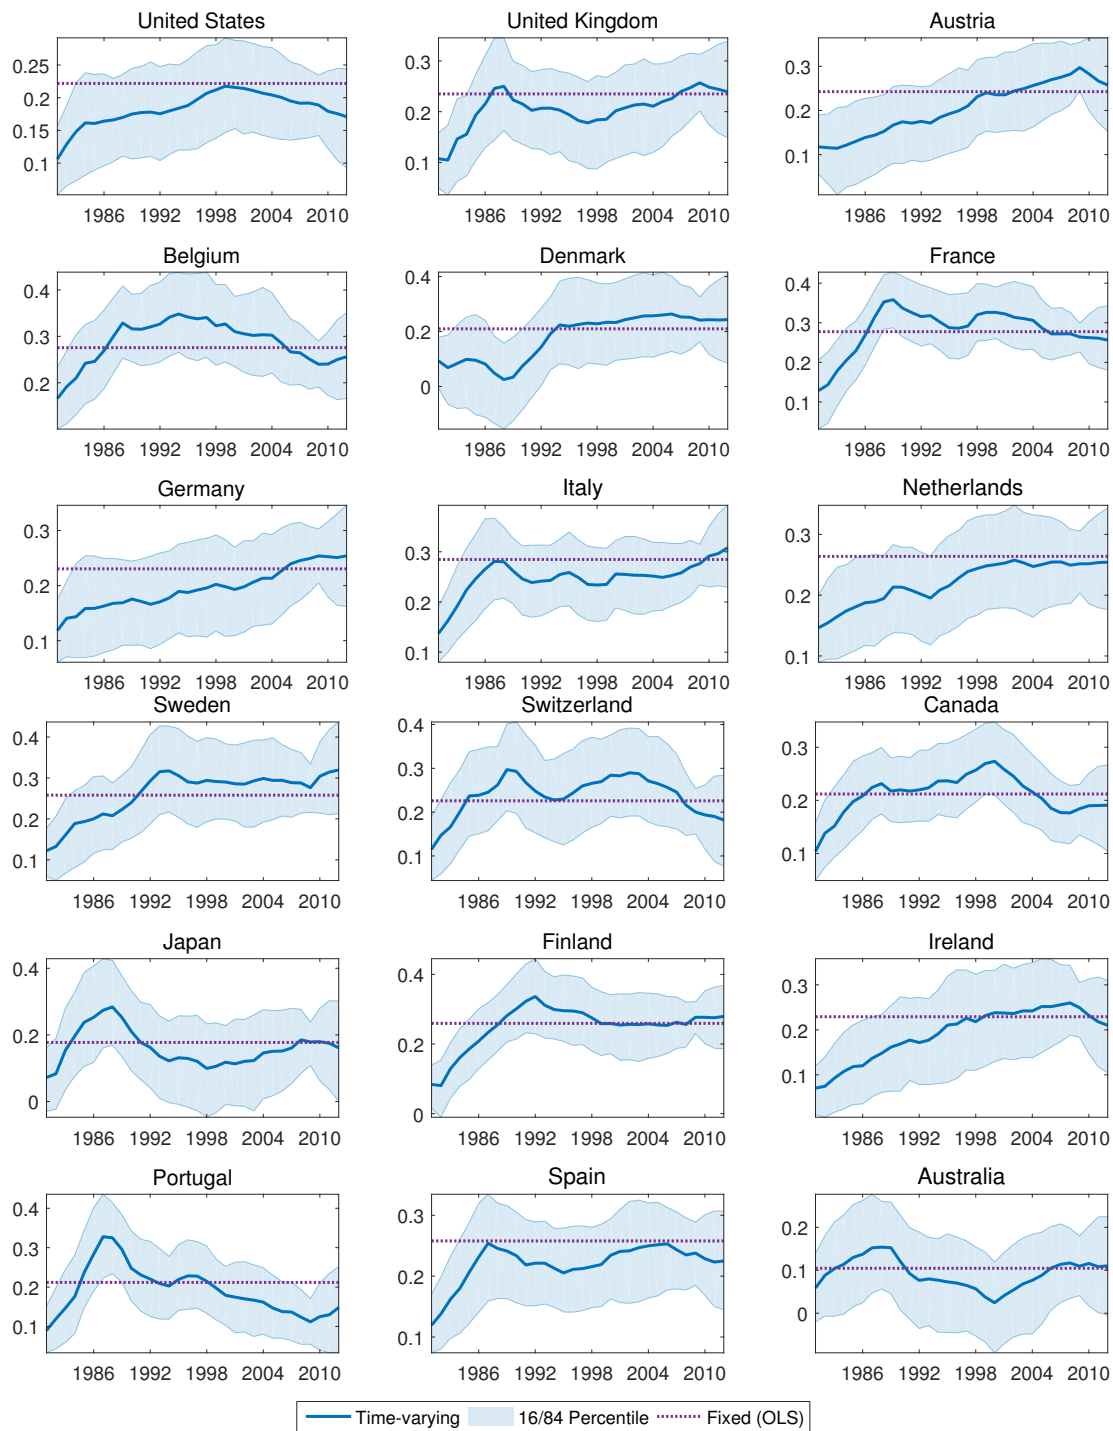 United States United Kingdom Austria
0.25 0.3 0.3
0.2 0.2 0.2
0.15 0.1 0.1
0.1
1986 1992 1998 2004 2010 1986 1992 1998 2004 2010 1986 1992 1998 2004 2010
Belgium Denmark France
0.4 0.4 0.4
0.3 0.2 0.3
0.2 0 0.2
0.1
1986 1992 1998 2004 2010 1986 1992 1998 2004 2010 1986 1992 1998 2004 2010
Germany Italy Netherlands
0.3 0.3 0.3
0.2 0.2 0.2
0.1 0.1 0.1
1986 1992 1998 2004 2010 1986 1992 1998 2004 2010 1986 1992 1998 2004 2010
Sweden Switzerland Canada
0.4 0.4 0.3
0.3 0.3 0.2
0.2 0.2 0.1
0.1 0.1
1986 1992 1998 2004 2010 1986 1992 1998 2004 2010 1986 1992 1998 2004 2010
Japan Finland Ireland
0.4 0.4 0.3
0.2 0.2 0.2
0 0 0.1
1986 1992 1998 2004 2010 1986 1992 1998 2004 2010 1986 1992 1998 2004 2010
Portugal Spain Australia
0.4 0.3 0.2
0.3 0.2 0.1
0.2 0.1 0
0.1
1986 1992 1998 2004 2010 1986 1992 1998 2004 2010 1986 1992 1998 2004 2010
Time-varying 16/84 Percentile Fixed (OLS)